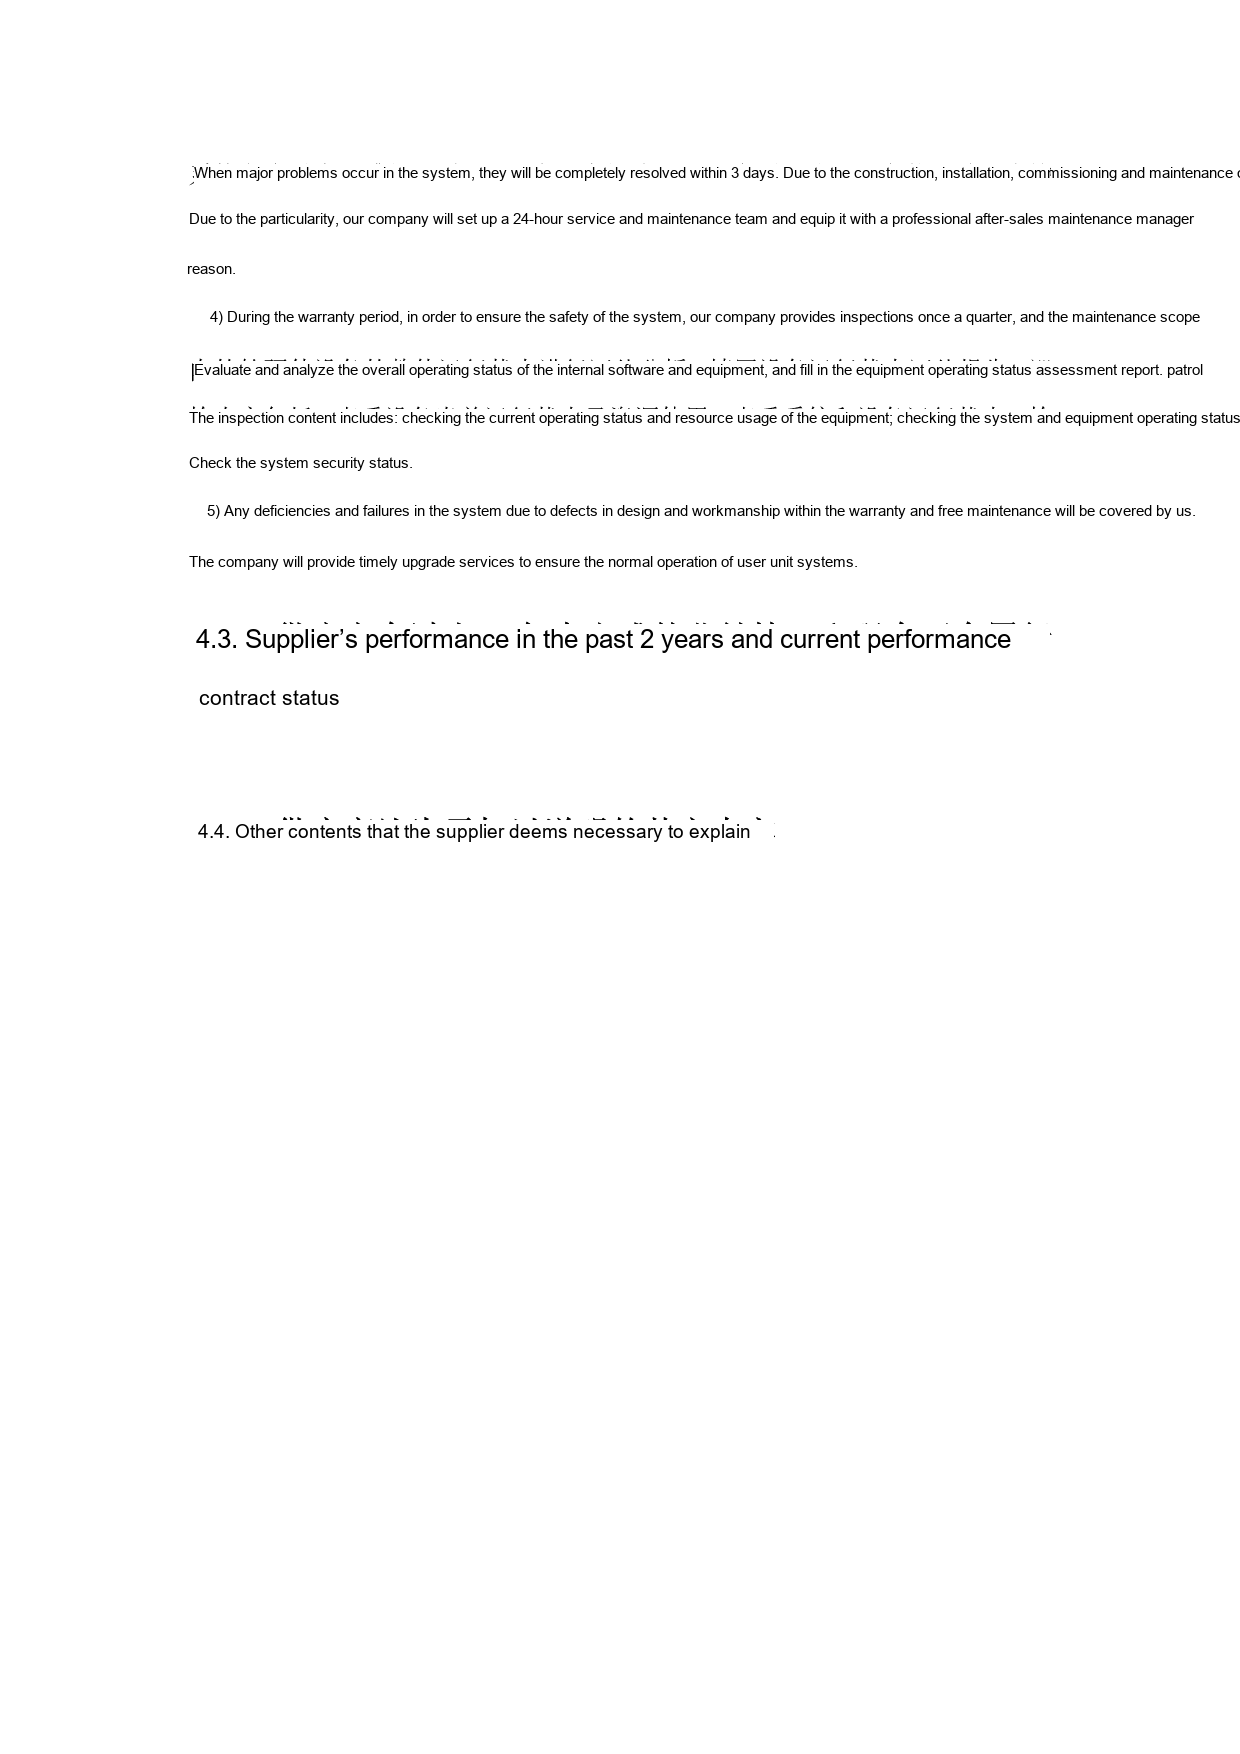 When major problems occur in the system, they will be completely resolved within 3 days. Due to the construction, installation, commissioning and maintenance
Due to the particularity, our company will set up a 24-hour service and maintenance team and equip it with a professional after-sales maintenance manager
reason.
4) During the warranty period, in order to ensure the safety of the system, our company provides inspections once a quarter, and the maintenance scope
Evaluate and analyze the overall operating status of the internal software and equipment, and fill in the equipment operating status assessment report. patrol
The inspection content includes: checking the current operating status and resource usage of the equipment; checking the system and equipment operating status
Check the system security status.
5) Any deficiencies and failures in the system due to defects in design and workmanship within the warranty and free maintenance will be covered by us.
The company will provide timely upgrade services to ensure the normal operation of user unit systems.
4.3. Supplier’s performance in the past 2 years and current performance
contract status
4.4. Other contents that the supplier deems necessary to explain